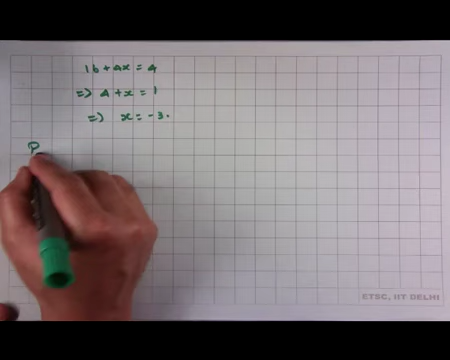 16 + 4x = 4
=> 4 + x = 1
=> x = -3.
P
ETSC, IIT DELHI